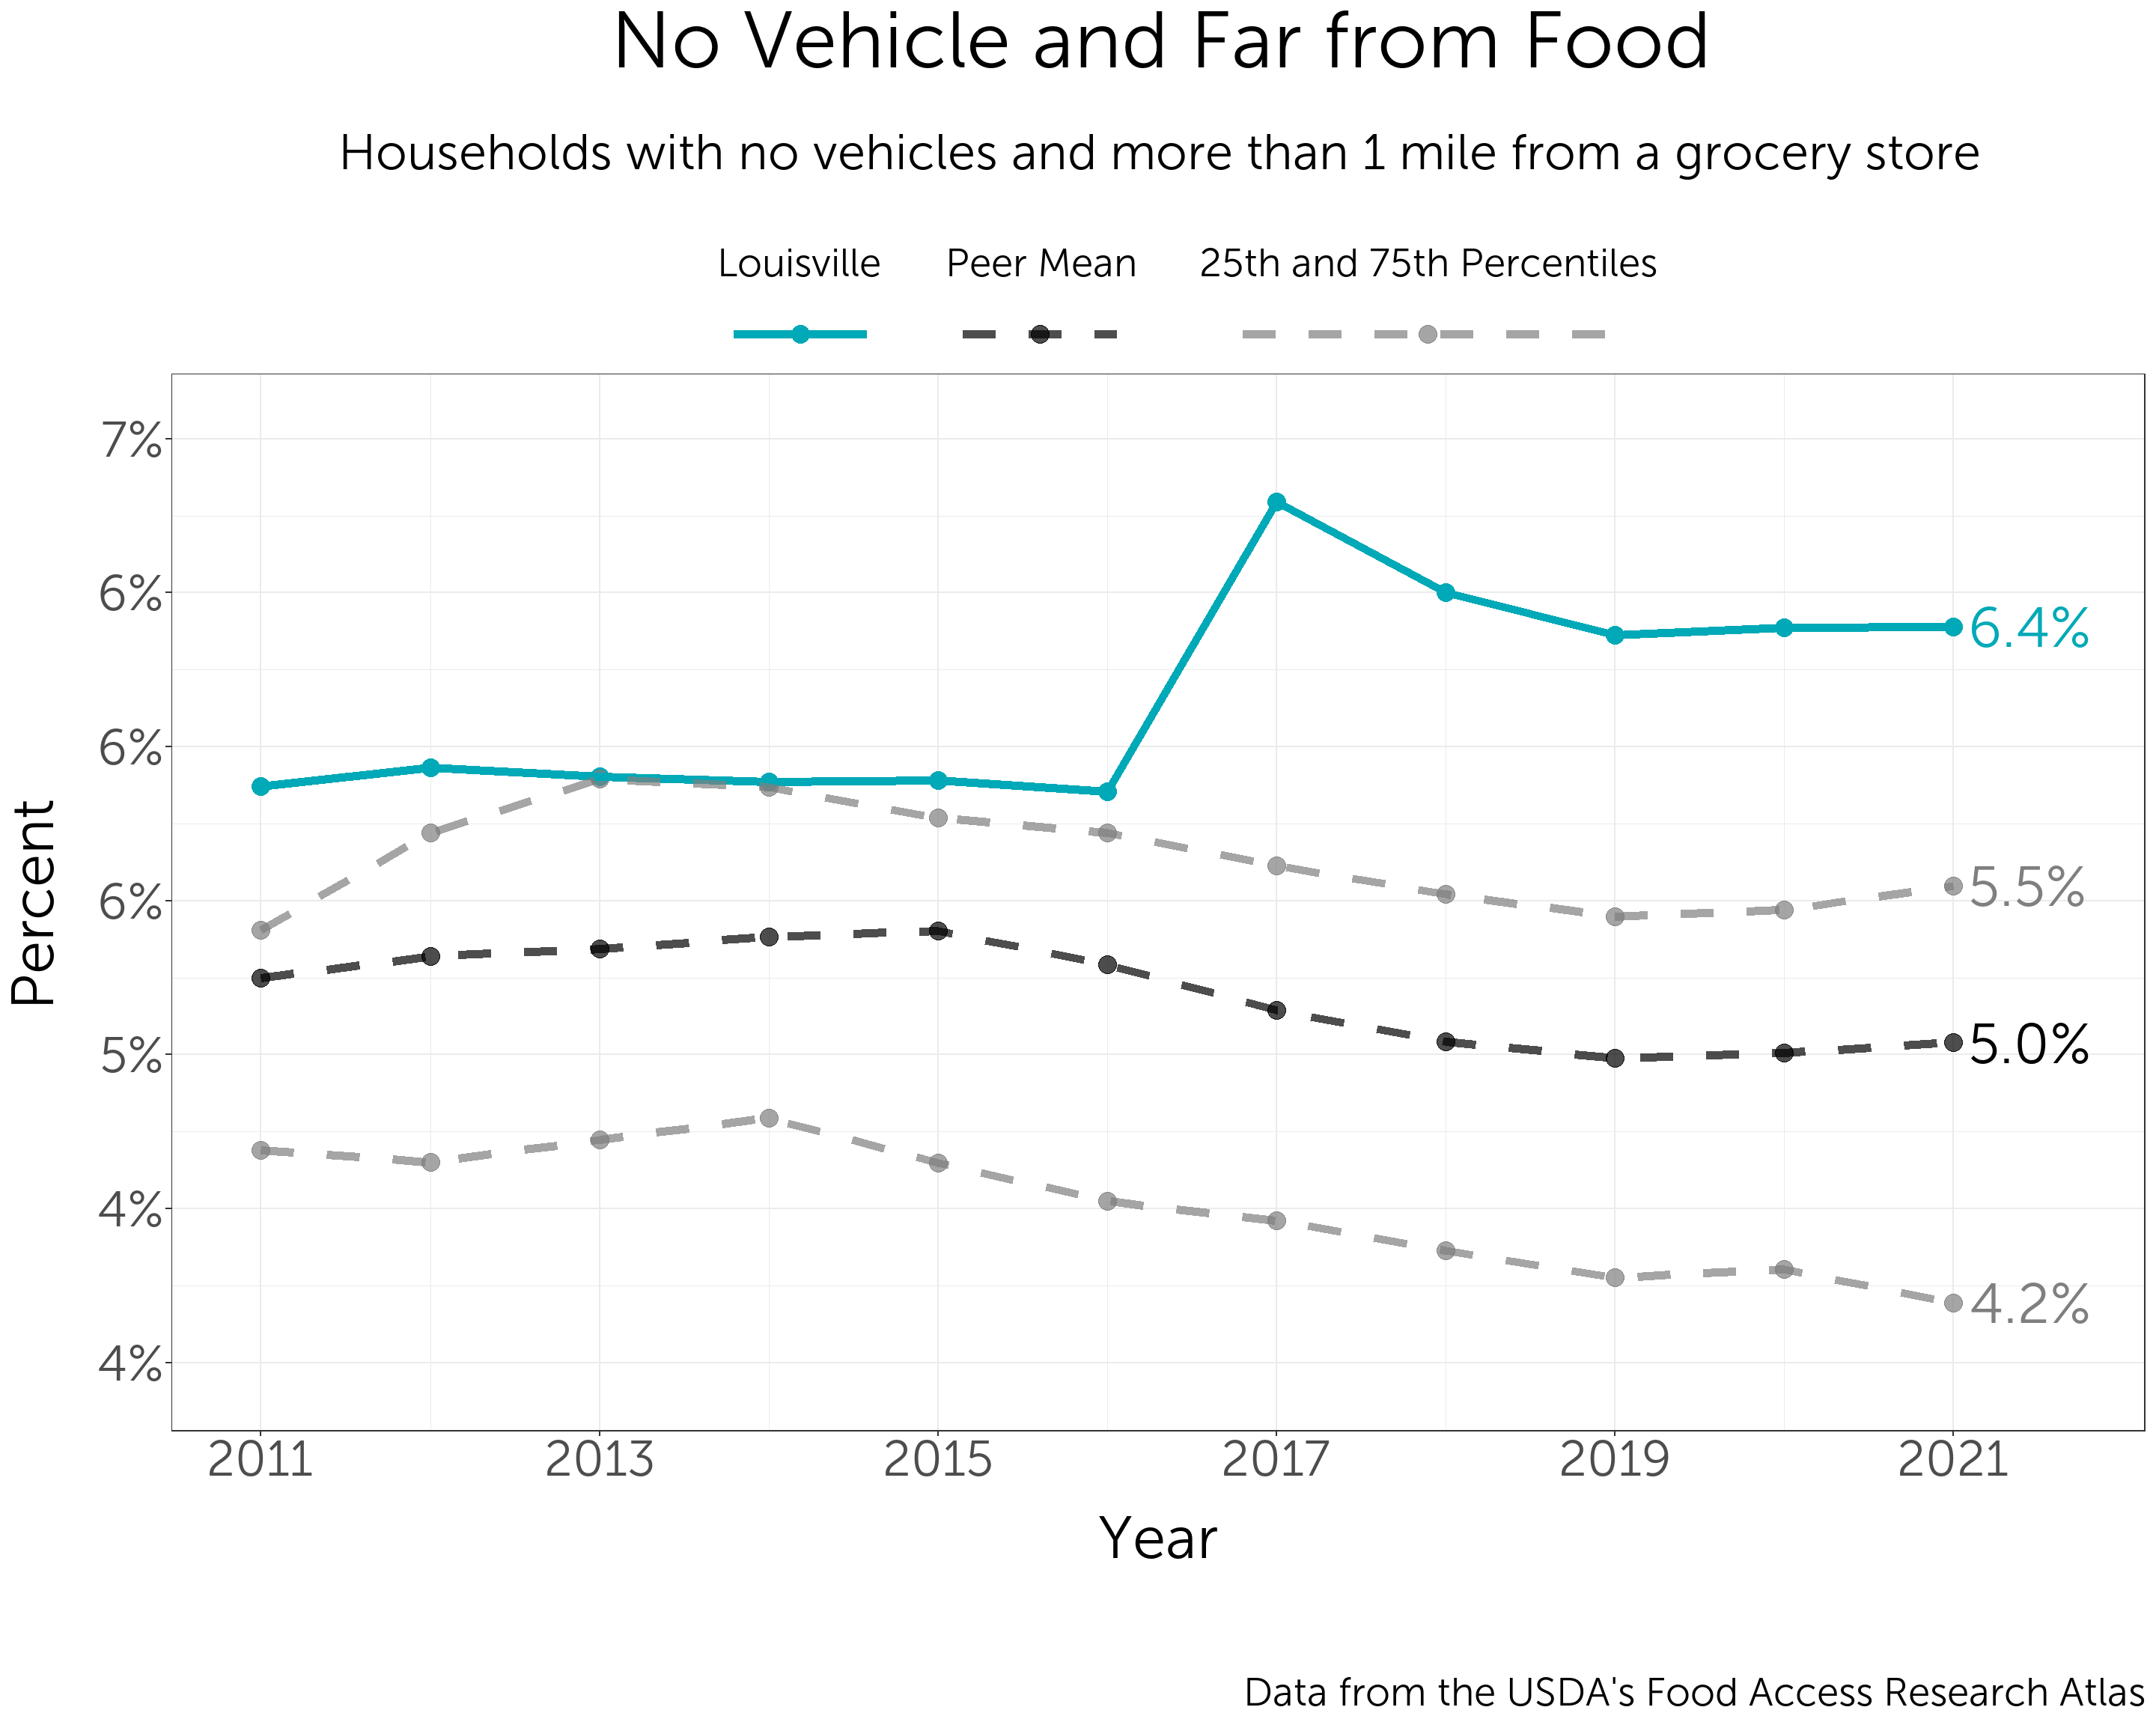 No Vehicle and Far from Food
Households with no vehicles and more than 1 mile from a grocery store
Louisville Peer Mean 25th and 75th Percentiles
7%
6%
6%
6%
5%
4%
4%
Percent
6.4%
5.5%
5.0%
4.2%
2011 2013 2015 2017 2019 2021
Year
Data from the USDA's Food Access Research Atlas